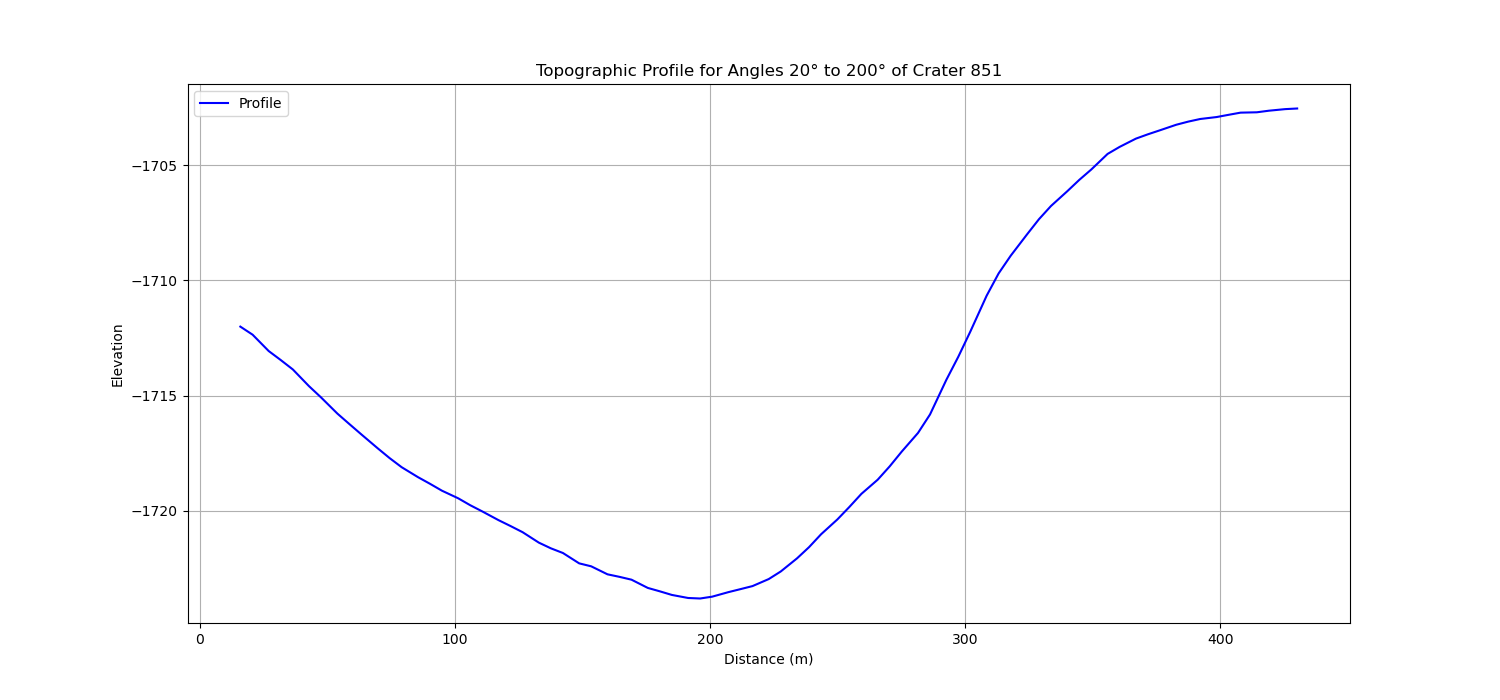 Topographic Profile for Angles 20° to 200° of Crater 851
Profile
−1705
−1710
−1715
−1720
Elevation
0
100
200
300
400
Distance (m)